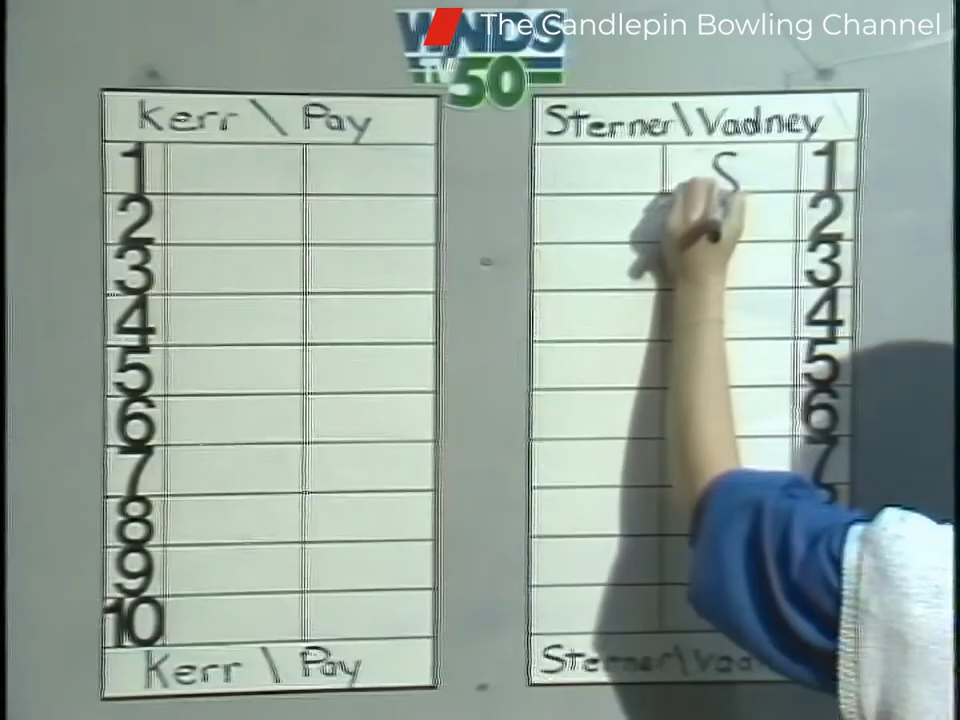 The Candlepin Bowling Channel
WNDS
TV 50
Kerr \ Pay
1
2
3
4
5
6
7
8
9
10
Kerr \ Pay
Sterner \ Vadney
S 1
2
3
4
5
6
7
Sterner \ Vad